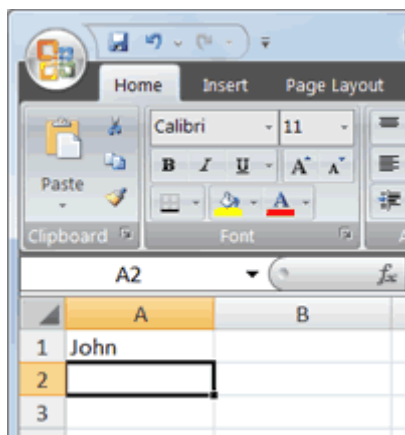 Home Insert Page Layout
Calibri 11
B I U A A
Paste A
Clipboard Font
A2 fx
A B
1 John
2
3